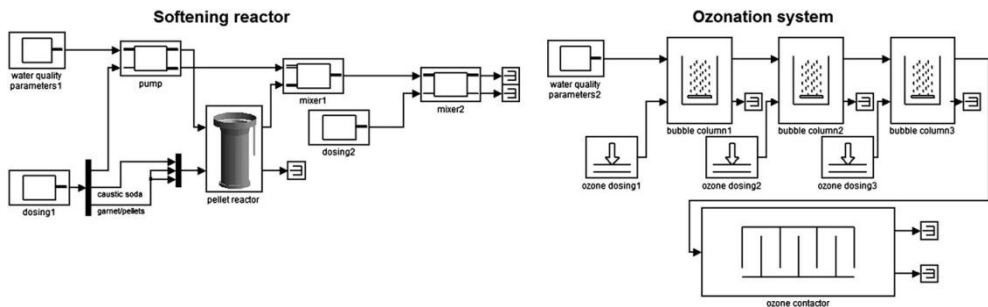 Softening reactor
water quality
parameters1
pump
mixer1
mixer2
dosing2
dosing1
caustic soda
garnet/pellets
pellet reactor
Ozonation system
water quality
parameters2
bubble column1
bubble column2
bubble column3
ozone dosing1
ozone dosing2
ozone dosing3
ozone contactor